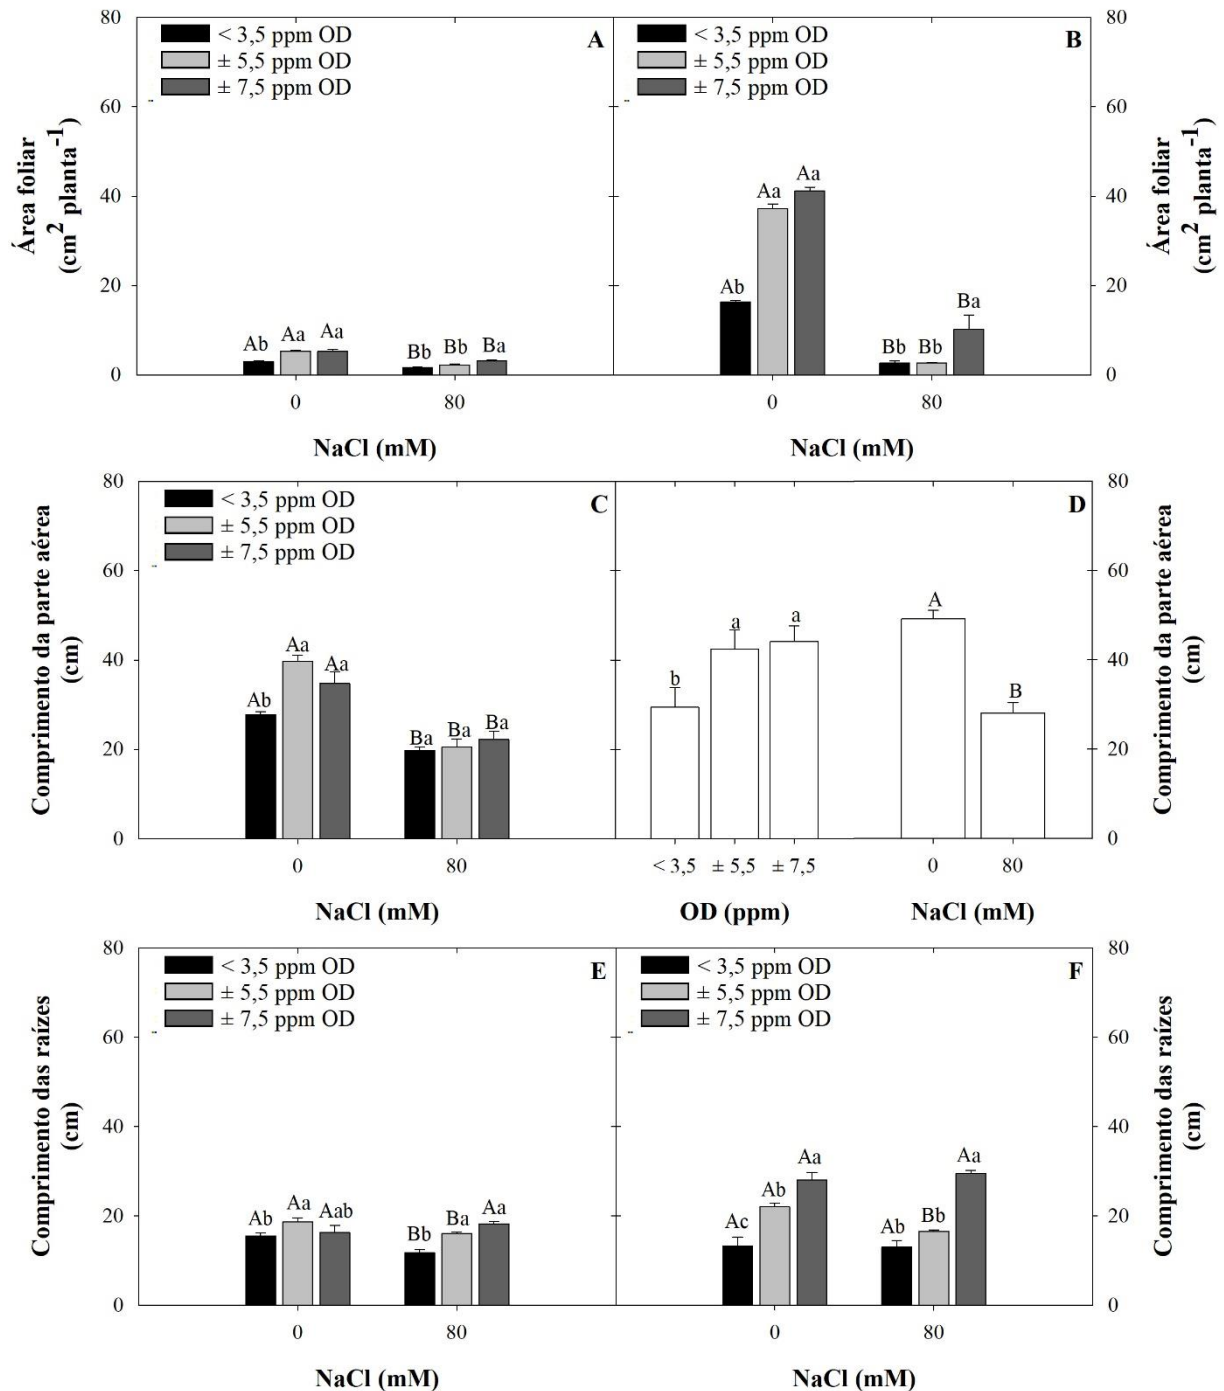 80
60
40
20
0
Área foliar
(cm² planta⁻¹)
< 3,5 ppm OD
± 5,5 ppm OD
± 7,5 ppm OD
A
Ab
Aa
Aa
Bb
Bb
Ba
0
80
NaCl (mM)
< 3,5 ppm OD
± 5,5 ppm OD
± 7,5 ppm OD
B
Ab
Aa
Aa
Bb
Bb
Ba
0
80
NaCl (mM)
80
60
40
20
0
Área foliar
(cm² planta⁻¹)
80
60
40
20
0
Comprimento da parte aérea
(cm)
< 3,5 ppm OD
± 5,5 ppm OD
± 7,5 ppm OD
C
Ab
Aa
Aa
Ba
Ba
Ba
0
80
NaCl (mM)
D
b
a
a
A
B
< 3,5
± 5,5
± 7,5
OD (ppm)
0
80
NaCl (mM)
80
60
40
20
0
Comprimento da parte aérea
(cm)
80
60
40
20
0
Comprimento das raízes
(cm)
< 3,5 ppm OD
± 5,5 ppm OD
± 7,5 ppm OD
E
Ab
Aa
Aab
Bb
Ba
Aa
0
80
NaCl (mM)
< 3,5 ppm OD
± 5,5 ppm OD
± 7,5 ppm OD
F
Ac
Ab
Aa
Ab
Bb
Aa
0
80
NaCl (mM)
80
60
40
20
0
Comprimento das raízes
(cm)